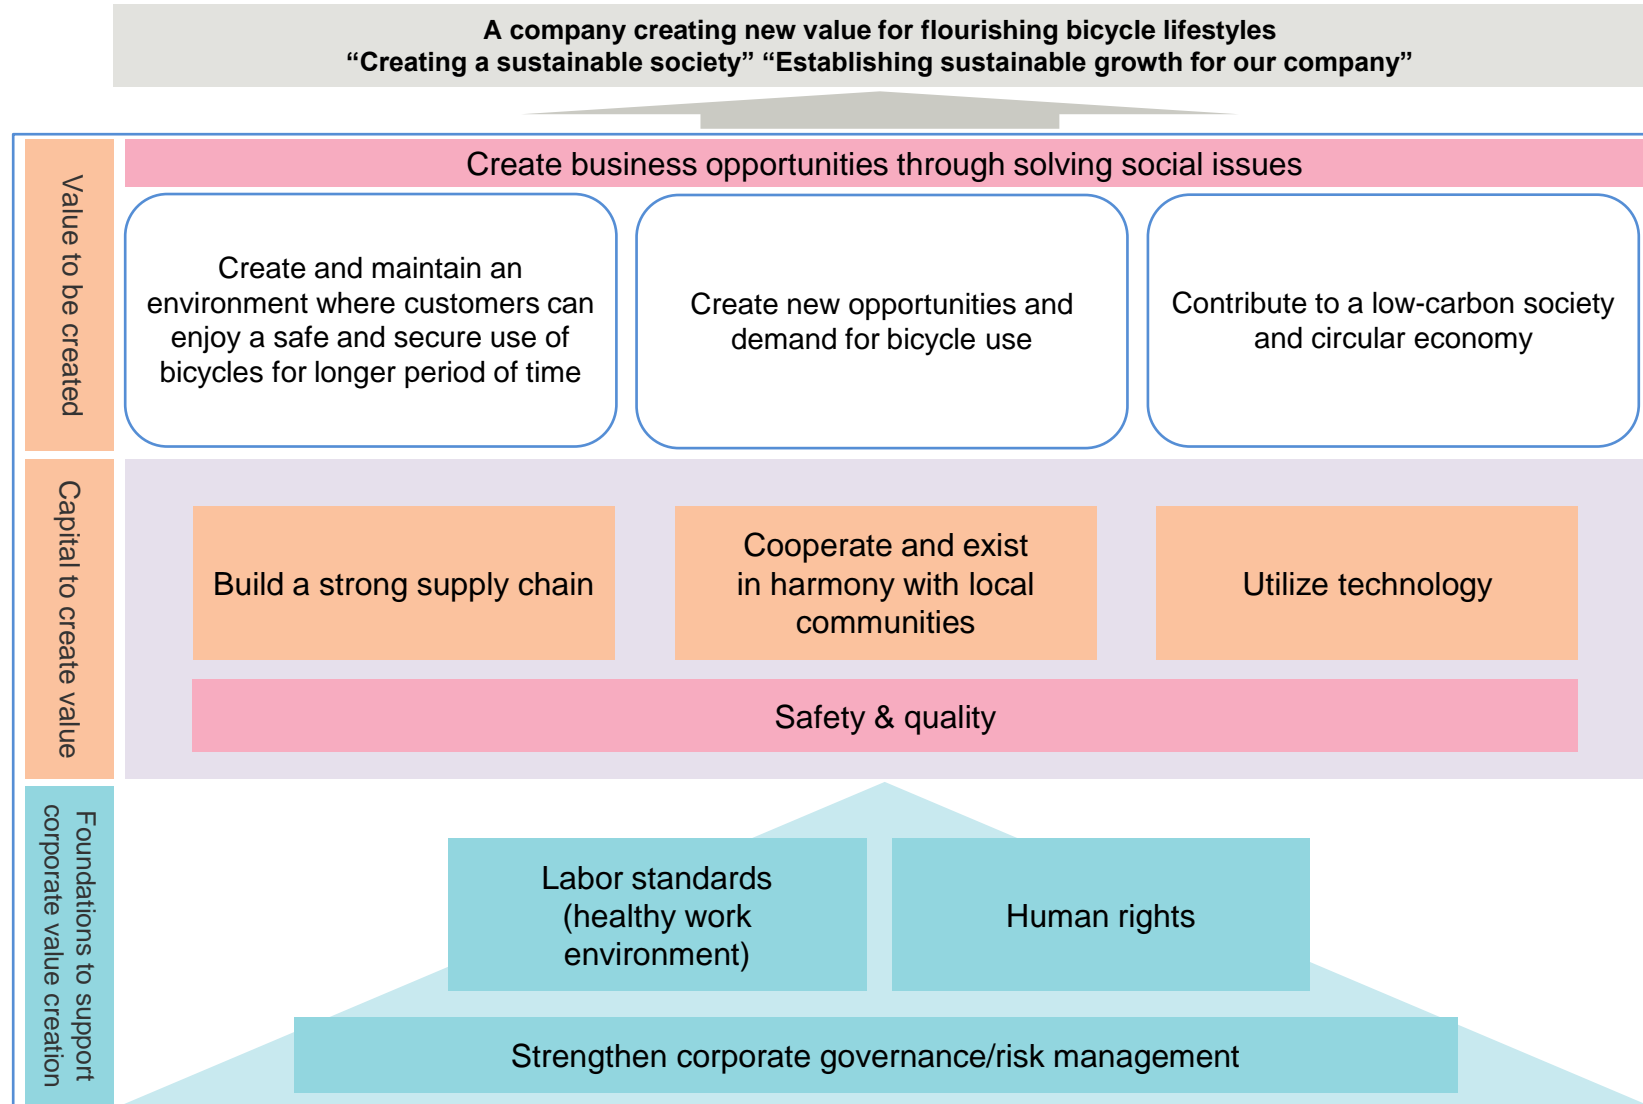 A company creating new value for flourishing bicycle lifestyles
“Creating a sustainable society” “Establishing sustainable growth for our company”
Value to be created
Create business opportunities through solving social issues
Create and maintain an
environment where customers can
enjoy a safe and secure use of
bicycles for longer period of time
Create new opportunities and
demand for bicycle use
Contribute to a low-carbon society
and circular economy
Capital to create value
Build a strong supply chain
Cooperate and exist
in harmony with local
communities
Utilize technology
Safety & quality
Foundations to support
corporate value creation
Labor standards
(healthy work
environment)
Human rights
Strengthen corporate governance/risk management